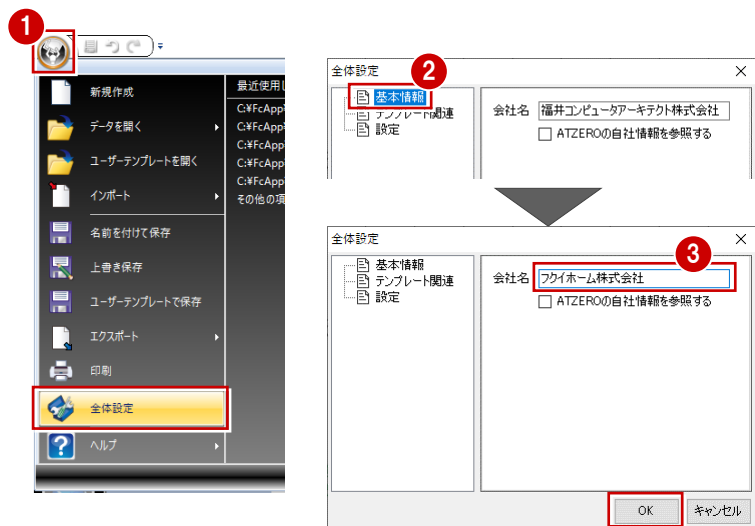 1
新規作成
データを開く
ユーザーテンプレートを開く
インポート
名前を付けて保存
上書き保存
ユーザーテンプレートで保存
エクスポート
印刷
全体設定
ヘルプ
最近使用し
C:¥FcApp
C:¥FcApp
C:¥FcApp
C:¥FcApp
C:¥FcApp
その他の項
全体設定
2
基本情報
テンプレート関連
設定
会社名 福井コンピュータアーキテクト株式会社
ATZEROの自社情報を参照する
全体設定
3
基本情報
テンプレート関連
設定
会社名 フクイホーム株式会社
ATZEROの自社情報を参照する
OK キャンセル